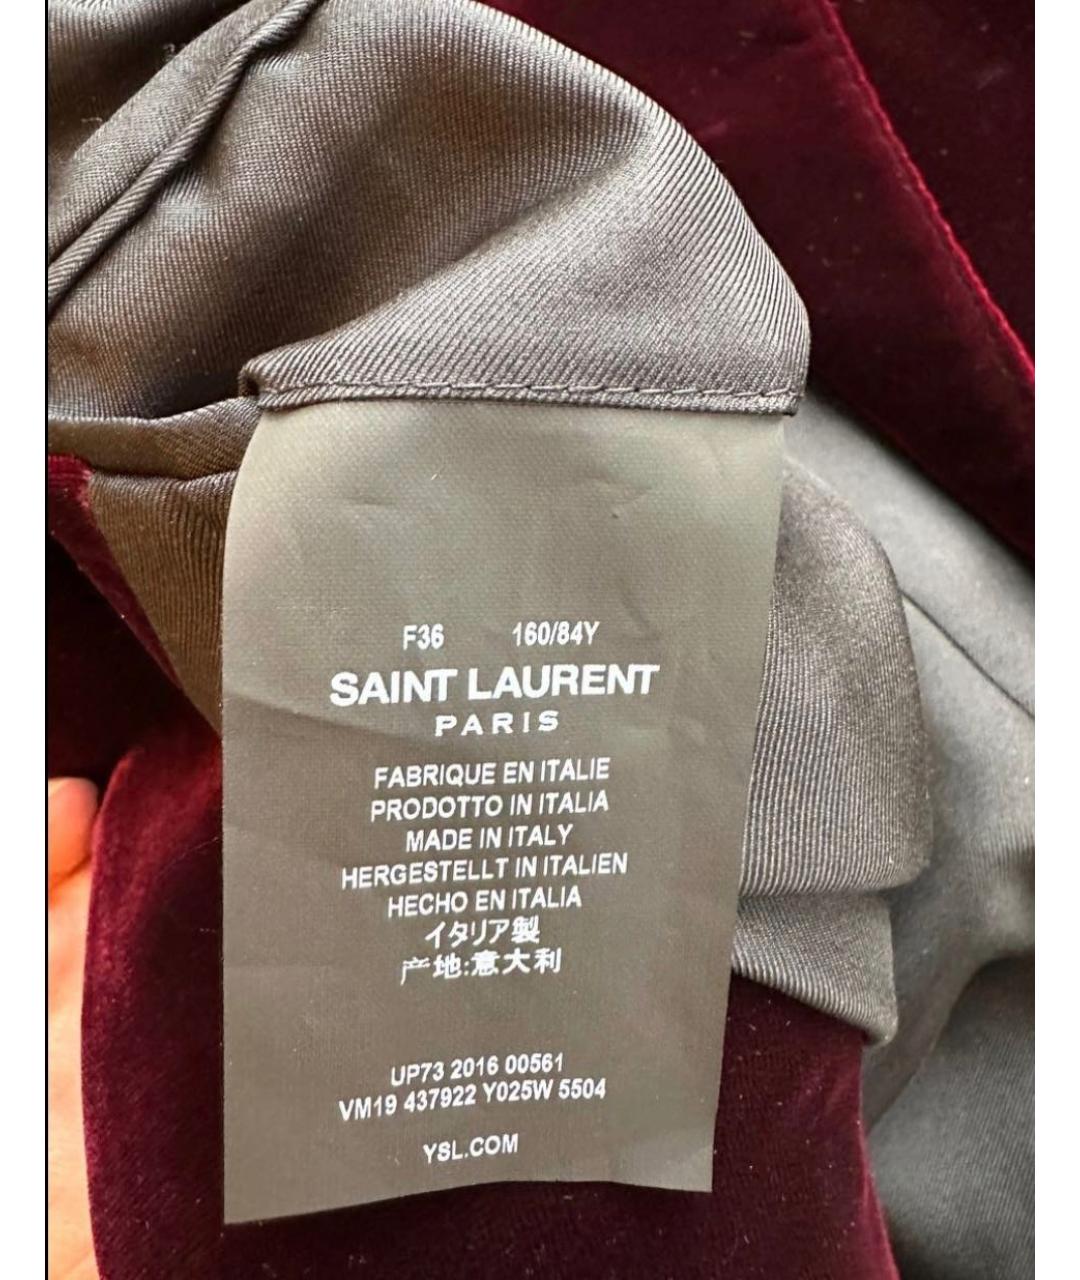 F36 160/84Y
SAINT LAURENT
PARIS
FABRIQUE EN ITALIE
PRODOTTO IN ITALIA
MADE IN ITALY
HERGESTELLT IN ITALIEN
HECHO EN ITALIA
イタリア製
产地:意大利
UP73 2016 00561
VM19 437922 Y025W 5504
YSL.COM